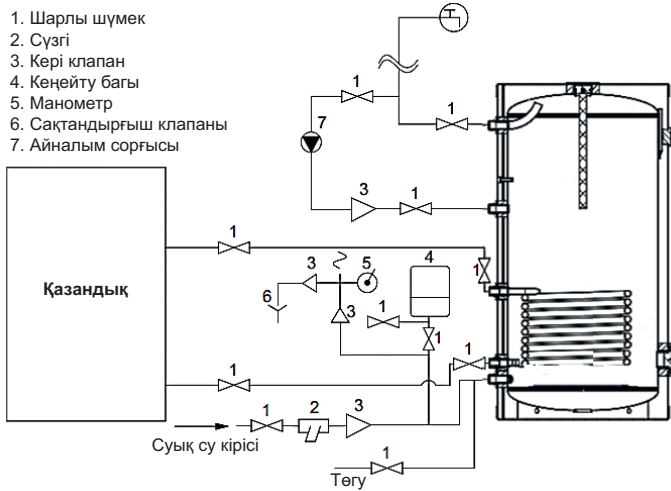 1. Шарлы шүмек
2. Сүзгі
3. Кері клапан
4. Кеңейту багы
5. Манометр
6. Сақтандырғыш клапаны
7. Айналым сорғысы
1
1
7
3
1
1
Қазандық
3
5
4
1
6
3
1
1
1
1
1
2
3
Суық су кірісі
1
Төгу